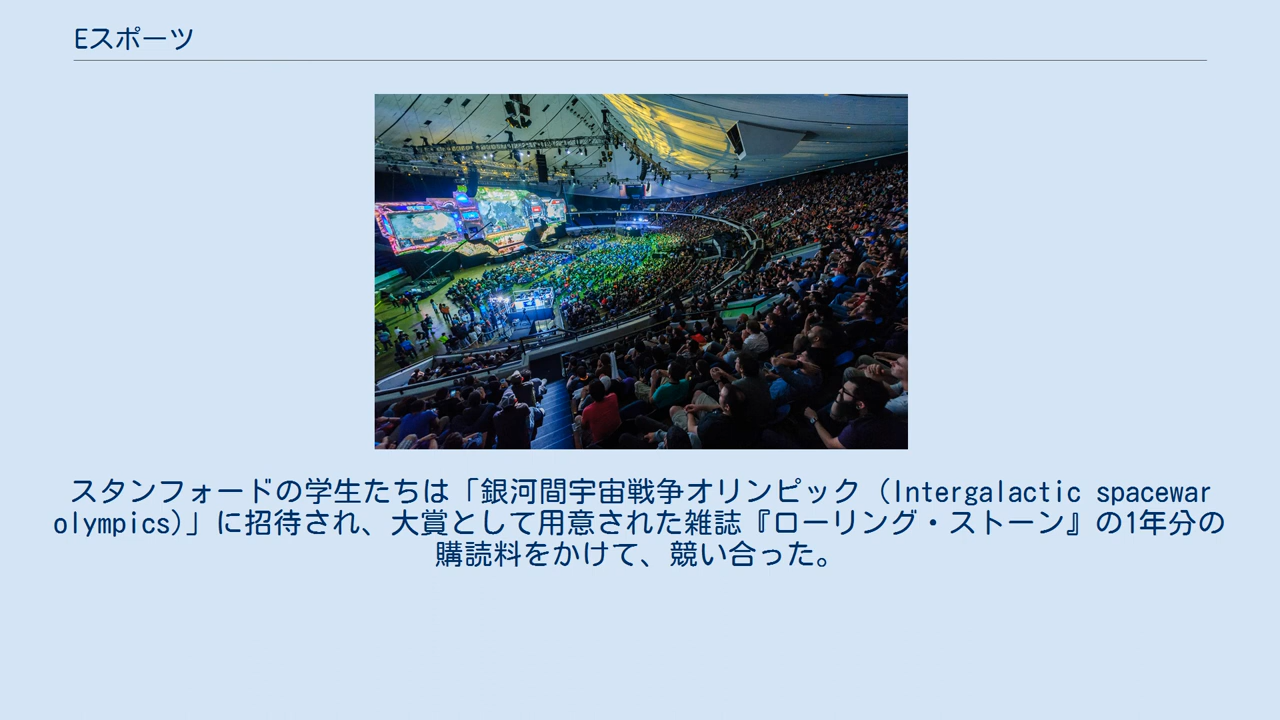 Eスポーツ
スタンフォードの学生たちは「銀河間宇宙戦争オリンピック（Intergalactic spacewar
olympics)」に招待され、大賞として用意された雑誌『ローリング・ストーン』の1年分の
購読料をかけて、競い合った。